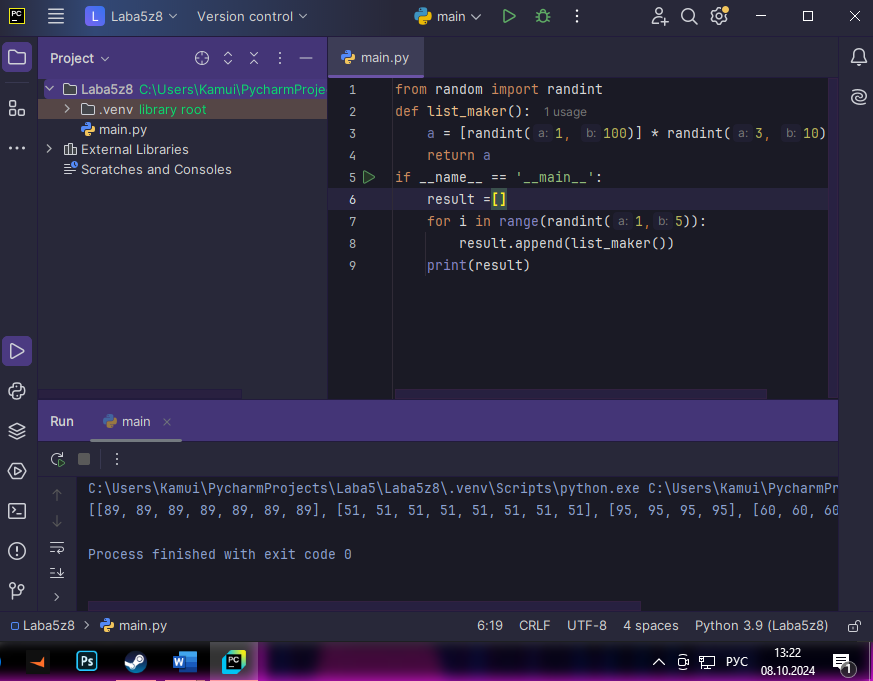 PC
L Laba5z8 Version control main
Project
Laba5z8 C:\Users\Kamui\PycharmProje
.venv library root
main.py
External Libraries
Scratches and Consoles
main.py
1 from random import randint
2 def list_maker(): 1 usage
3 a = [randint( a: 1, b: 100)] * randint( a: 3, b: 10)
4 return a
5 if __name__ == '__main__':
6 result =[]
7 for i in range(randint( a: 1, b: 5)):
8 result.append(list_maker())
9 print(result)
Run main
C:\Users\Kamui\PycharmProjects\Laba5\Laba5z8\.venv\Scripts\python.exe C:\Users\Kamui\PycharmPr
[[89, 89, 89, 89, 89, 89, 89], [51, 51, 51, 51, 51, 51, 51, 51], [95, 95, 95, 95], [60, 60, 60
Process finished with exit code 0
Laba5z8 main.py 6:19 CRLF UTF-8 4 spaces Python 3.9 (Laba5z8)
Ps W PC РУС 13:22
08.10.2024 1